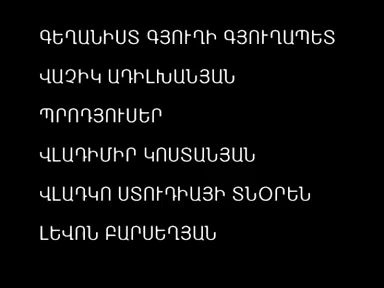 ԳԵՂԱՆԻՍՏ ԳՅՈՒՂԻ ԳՅՈՒՂԱՊԵՏ
ՎԱՉԻԿ ԱԴԻԼԽԱՆՅԱՆ
ՊՐՈԴՅՈՒՍԵՐ
ՎԼԱԴԻՄԻՐ ԿՈՍՏԱՆՅԱՆ
ՎԼԱԴԿՈ ՍՏՈՒԴԻԱՅԻ ՏՆՕՐԵՆ
ԼԵՎՈՆ ԲԱՐՍԵՂՅԱՆ